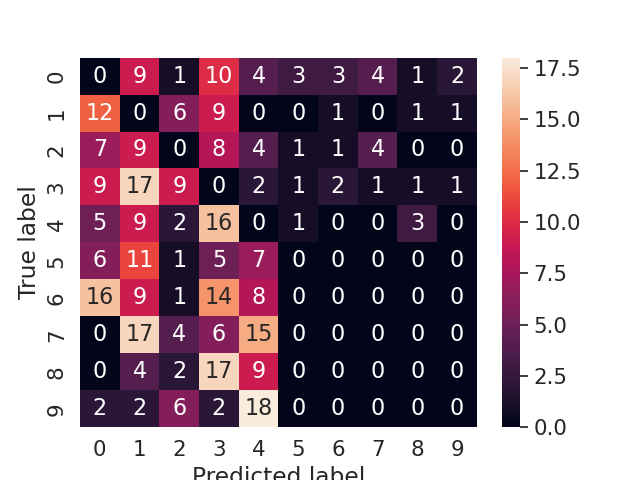 0 0 9 1 10 4 3 3 4 1 2
1 12 0 6 9 0 0 1 0 1 1
2 7 9 0 8 4 1 1 4 0 0
3 9 17 9 0 2 1 2 1 1 1
4 5 9 2 16 0 1 0 0 3 0
5 6 11 1 5 7 0 0 0 0 0
6 16 9 1 14 8 0 0 0 0 0
7 0 17 4 6 15 0 0 0 0 0
8 0 4 2 17 9 0 0 0 0 0
9 2 2 6 2 18 0 0 0 0 0
0 1 2 3 4 5 6 7 8 9
True label
Predicted label
17.5
15.0
12.5
10.0
7.5
5.0
2.5
0.0